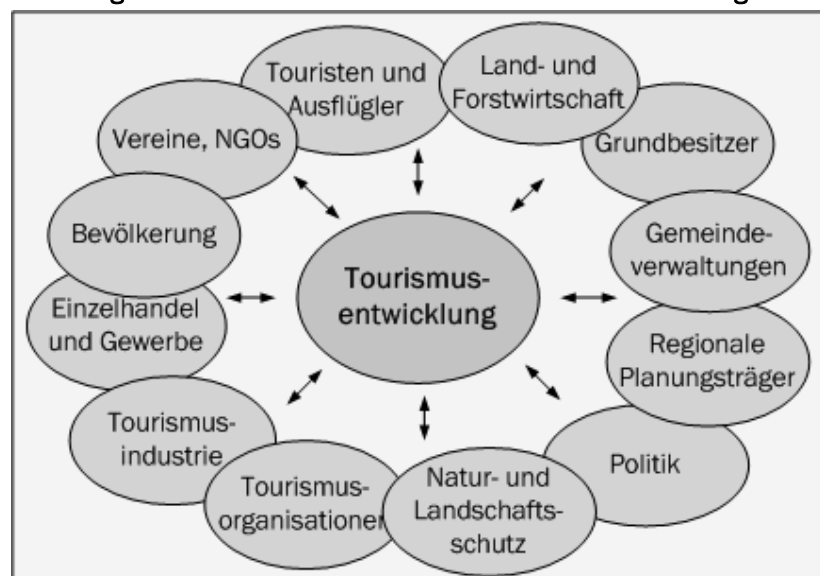 Touristen und
Ausflügler
Land- und
Forstwirtschaft
Vereine, NGOs
Grundbesitzer
Bevölkerung
Gemeinde-
verwaltungen
Tourismus-
entwicklung
Einzelhandel
und Gewerbe
Regionale
Planungsträger
Tourismus-
industrie
Politik
Tourismus-
organisationen
Natur- und
Landschafts-
schutz